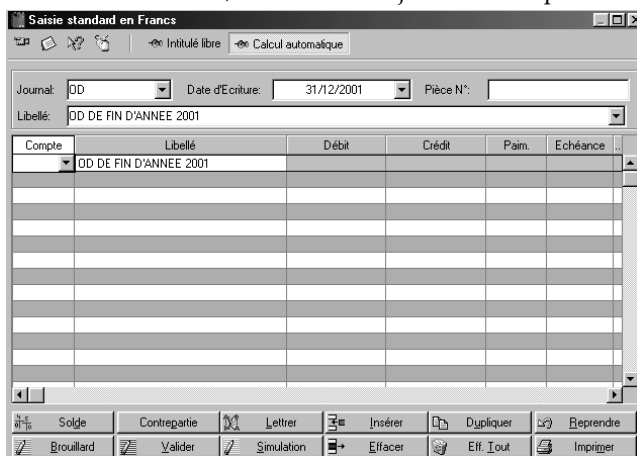 Saisie standard en Francs
Intitulé libre Calcul automatique
Journal: OD Date d'Ecriture: 31/12/2001 Pièce N°:
Libellé: OD DE FIN D'ANNEE 2001
Compte Libellé Débit Crédit Paim. Echéance ..
OD DE FIN D'ANNEE 2001
Solde Contrepartie Lettrer Insérer Dupliquer Reprendre
Brouillard Valider Simulation Effacer Eff. Tout Imprimer